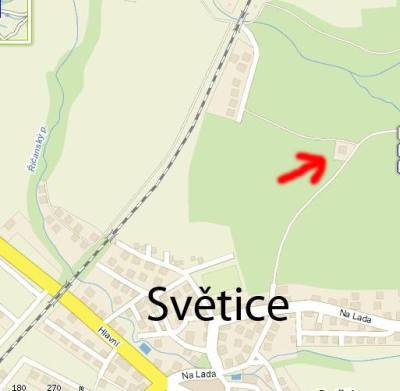 Říčanský p.
Světice
Na Lada
Hlavní
Na Lada
180 270 m